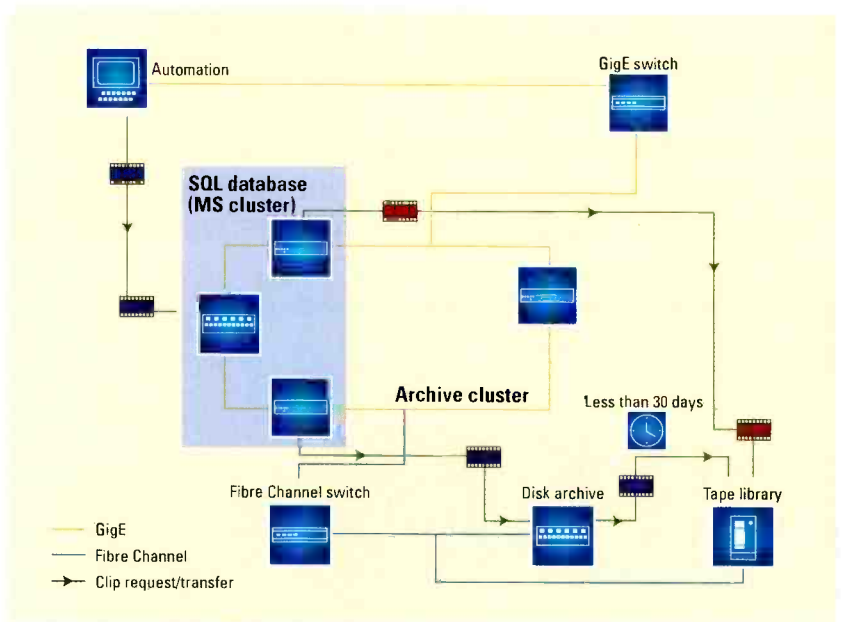 Automation
GigE switch
SQL database
(MS cluster)
Archive cluster
Less than 30 days
Fibre Channel switch
Disk archive
Tape library
GigE
Fibre Channel
Clip request/transfer